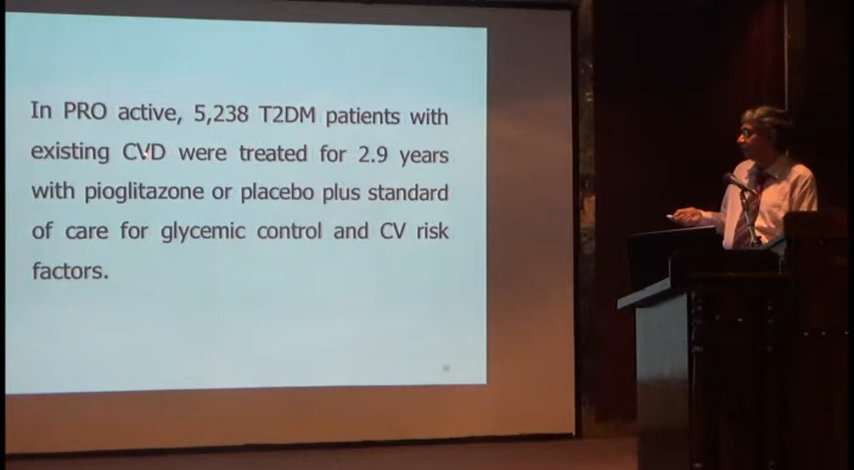 In PRO active, 5,238 T2DM patients with
existing CVD were treated for 2.9 years
with pioglitazone or placebo plus standard
of care for glycemic control and CV risk
factors.